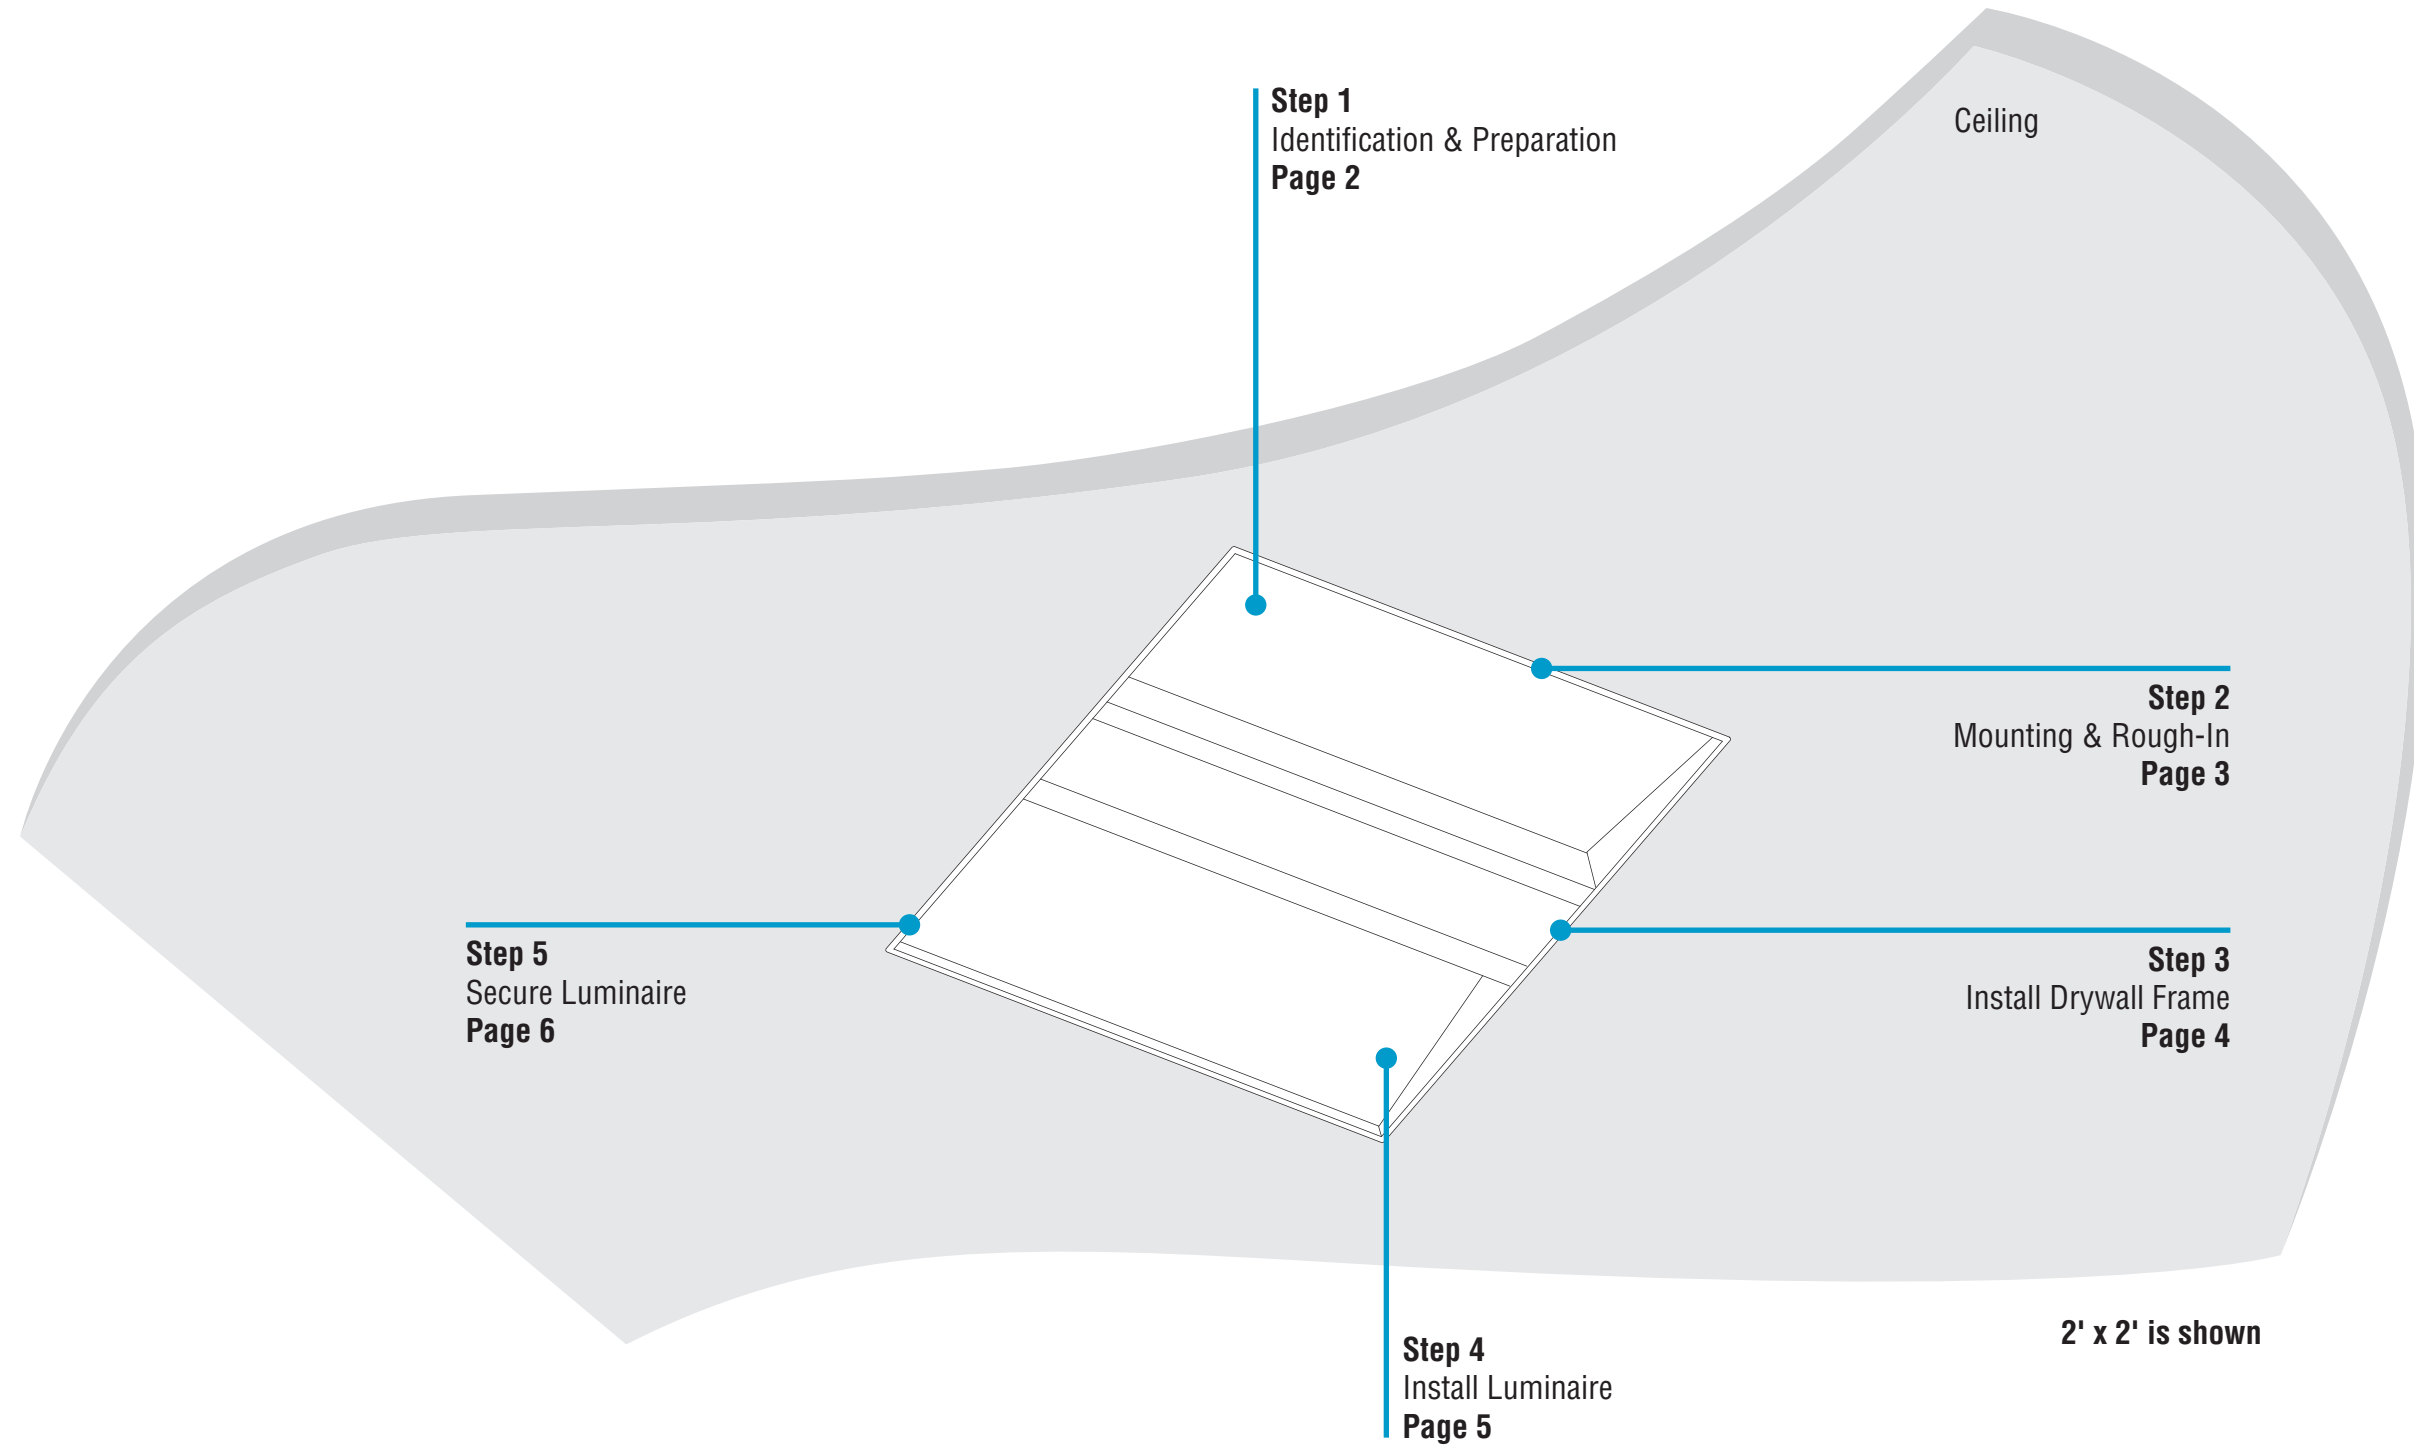 Step 1
Identification & Preparation
Page 2
Ceiling
Step 2
Mounting & Rough-In
Page 3
Step 3
Install Drywall Frame
Page 4
Step 5
Secure Luminaire
Page 6
Step 4
Install Luminaire
Page 5
2' x 2' is shown